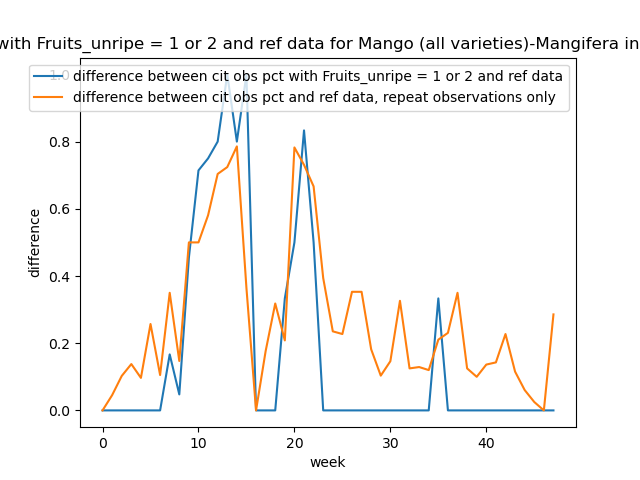 with Fruits_unripe = 1 or 2 and ref data for Mango (all varieties)-Mangifera in
difference between cit obs pct with Fruits_unripe = 1 or 2 and ref data
difference between cit obs pct and ref data, repeat observations only
1.0
0.8
0.6
0.4
0.2
0.0
difference
0 10 20 30 40
week